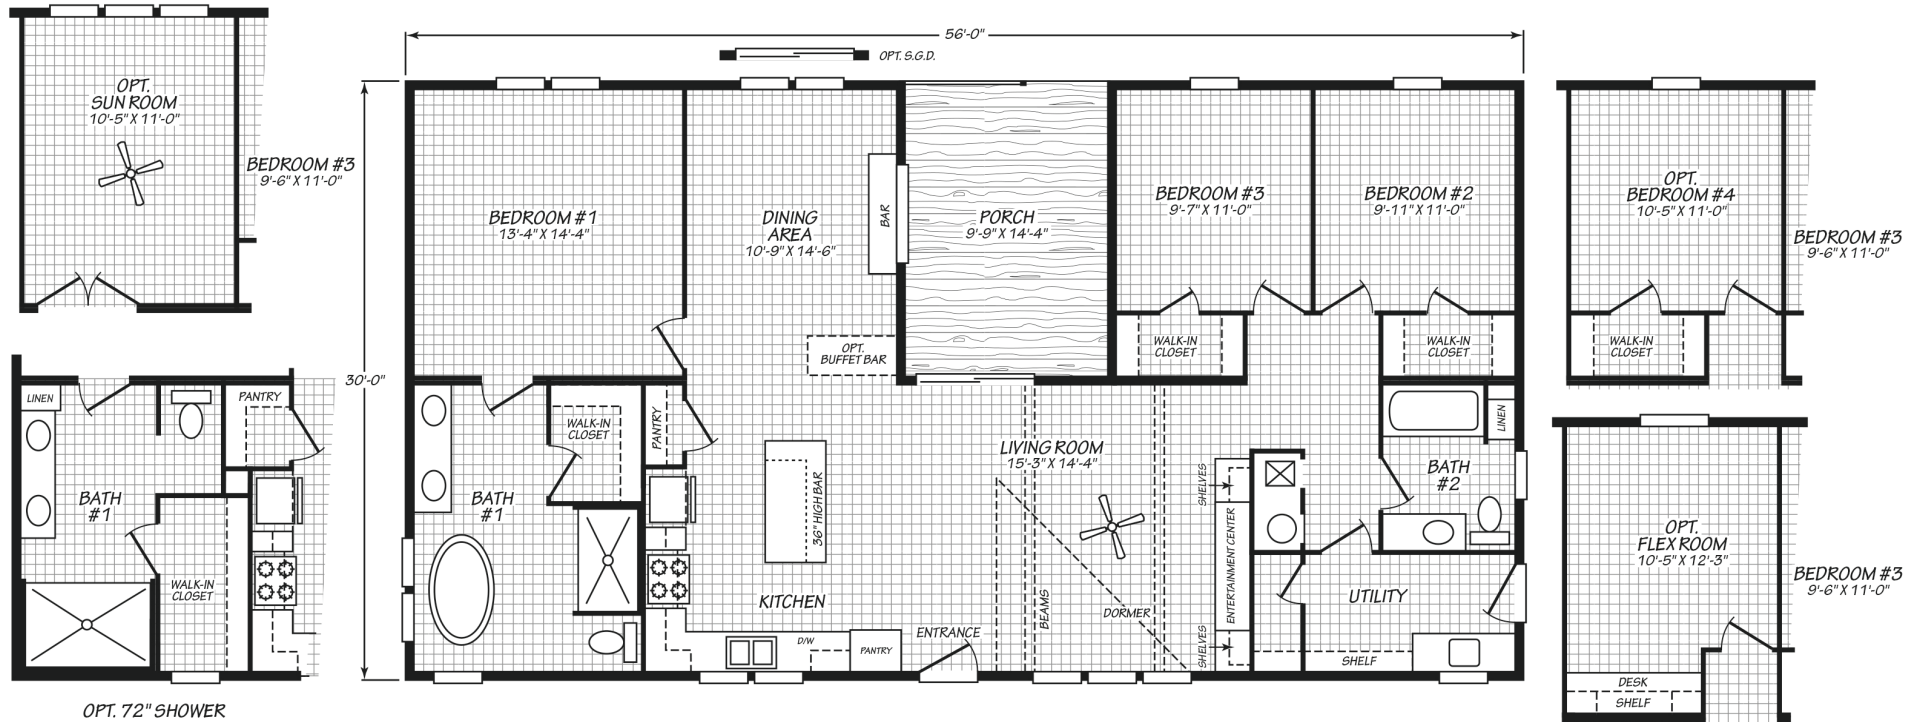 OPT.
SUN ROOM
10'-5" X 11'-0"
BEDROOM #3
9'-6" X 11'-0"
LINEN
PANTRY
BATH
#1
WALK-IN
CLOSET
OPT. 72" SHOWER
56'-0"
OPT. S.G.D.
30'-0"
BEDROOM #1
13'-4" X 14'-4"
DINING
AREA
10'-9" X 14'-6"
BAR
PORCH
9'-9" X 14'-4"
BEDROOM #3
9'-7" X 11'-0"
BEDROOM #2
9'-11" X 11'-0"
OPT.
BUFFET BAR
WALK-IN
CLOSET
WALK-IN
CLOSET
WALK-IN
CLOSET
PANTRY
BATH
#1
36" HIGH BAR
KITCHEN
D/W
PANTRY
ENTRANCE
LIVING ROOM
15'-3" X 14'-4"
BEAMS
DORMER
SHELVES
ENTERTAINMENT CENTER
SHELVES
LINEN
BATH
#2
UTILITY
SHELF
OPT.
BEDROOM #4
10'-5" X 11'-0"
BEDROOM #3
9'-6" X 11'-0"
WALK-IN
CLOSET
OPT.
FLEX ROOM
10'-5" X 12'-3"
BEDROOM #3
9'-6" X 11'-0"
DESK
SHELF